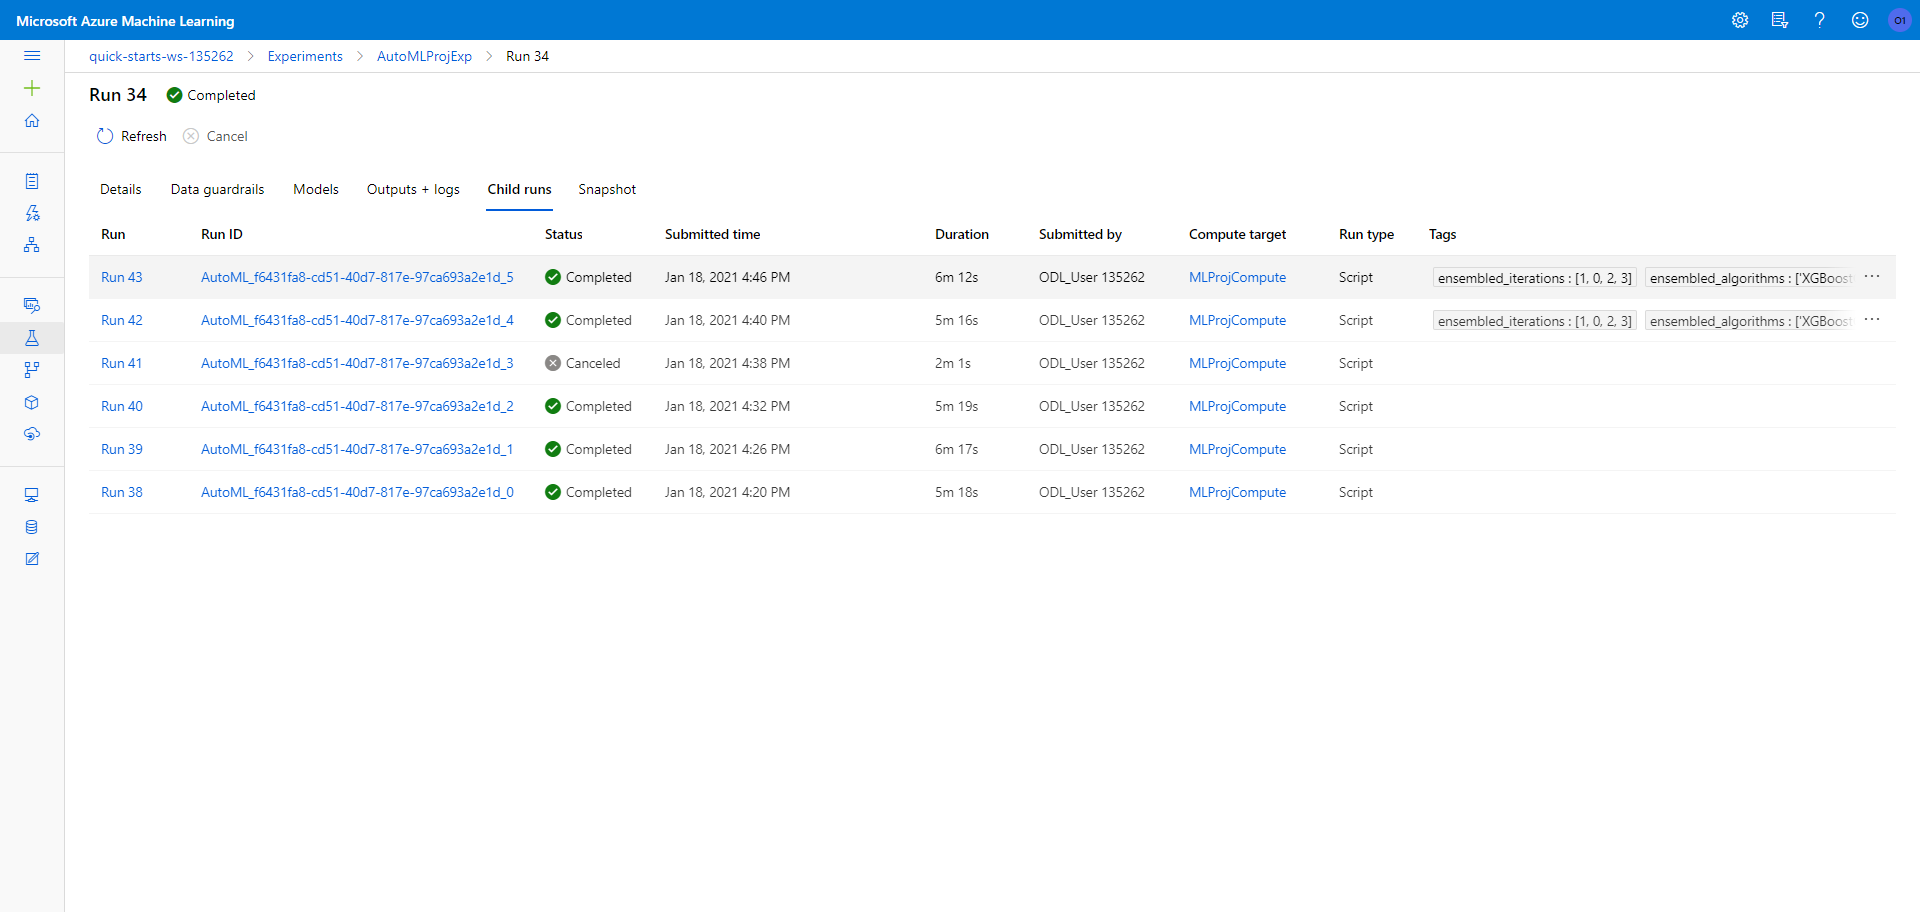 Microsoft Azure Machine Learning
O1
quick-starts-ws-135262 > Experiments > AutoMLProjExp > Run 34
Run 34 Completed
Refresh Cancel
Details Data guardrails Models Outputs + logs Child runs Snapshot
Run Run ID Status Submitted time Duration Submitted by Compute target Run type Tags
Run 43 AutoML_f6431fa8-cd51-40d7-817e-97ca693a2e1d_5 Completed Jan 18, 2021 4:46 PM 6m 12s ODL_User 135262 MLProjCompute Script ensembled_iterations : [1, 0, 2, 3] ensembled_algorithms : ['XGBoost ...
Run 42 AutoML_f6431fa8-cd51-40d7-817e-97ca693a2e1d_4 Completed Jan 18, 2021 4:40 PM 5m 16s ODL_User 135262 MLProjCompute Script ensembled_iterations : [1, 0, 2, 3] ensembled_algorithms : ['XGBoost ...
Run 41 AutoML_f6431fa8-cd51-40d7-817e-97ca693a2e1d_3 Canceled Jan 18, 2021 4:38 PM 2m 1s ODL_User 135262 MLProjCompute Script
Run 40 AutoML_f6431fa8-cd51-40d7-817e-97ca693a2e1d_2 Completed Jan 18, 2021 4:32 PM 5m 19s ODL_User 135262 MLProjCompute Script
Run 39 AutoML_f6431fa8-cd51-40d7-817e-97ca693a2e1d_1 Completed Jan 18, 2021 4:26 PM 6m 17s ODL_User 135262 MLProjCompute Script
Run 38 AutoML_f6431fa8-cd51-40d7-817e-97ca693a2e1d_0 Completed Jan 18, 2021 4:20 PM 5m 18s ODL_User 135262 MLProjCompute Script